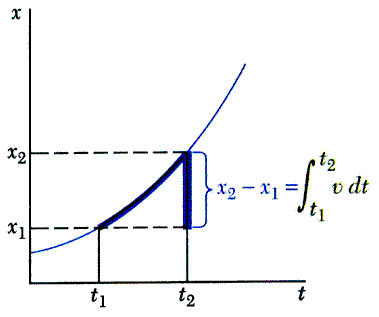 x
x₂
x₁
x₂ − x₁ = ∫ₜ₁ᵗ² v dt
t₁
t₂
t